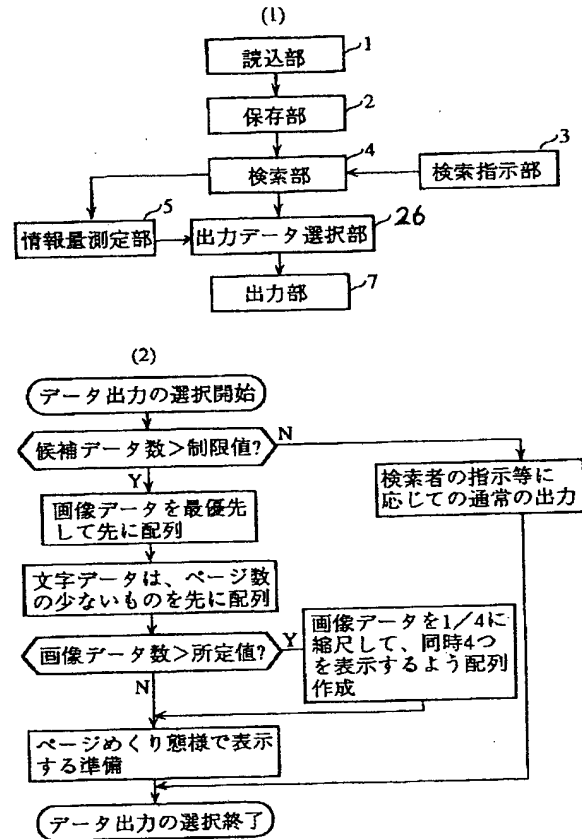 (1)
1
読込部
2
保存部
4
3
検索部
検索指示部
5
26
情報量測定部
出力データ選択部
7
出力部
(2)
データ出力の選択開始
候補データ数>制限値?
N
Y
検索者の指示等に
応じての通常の出力
画像データを最優先
して先に配列
文字データは、ページ数
の少ないものを先に配列
画像データ数>所定値?
Y
画像データを1/4に
縮尺して、同時4つ
を表示するよう配列
作成
N
ページめくり態様で表示
する準備
データ出力の選択終了